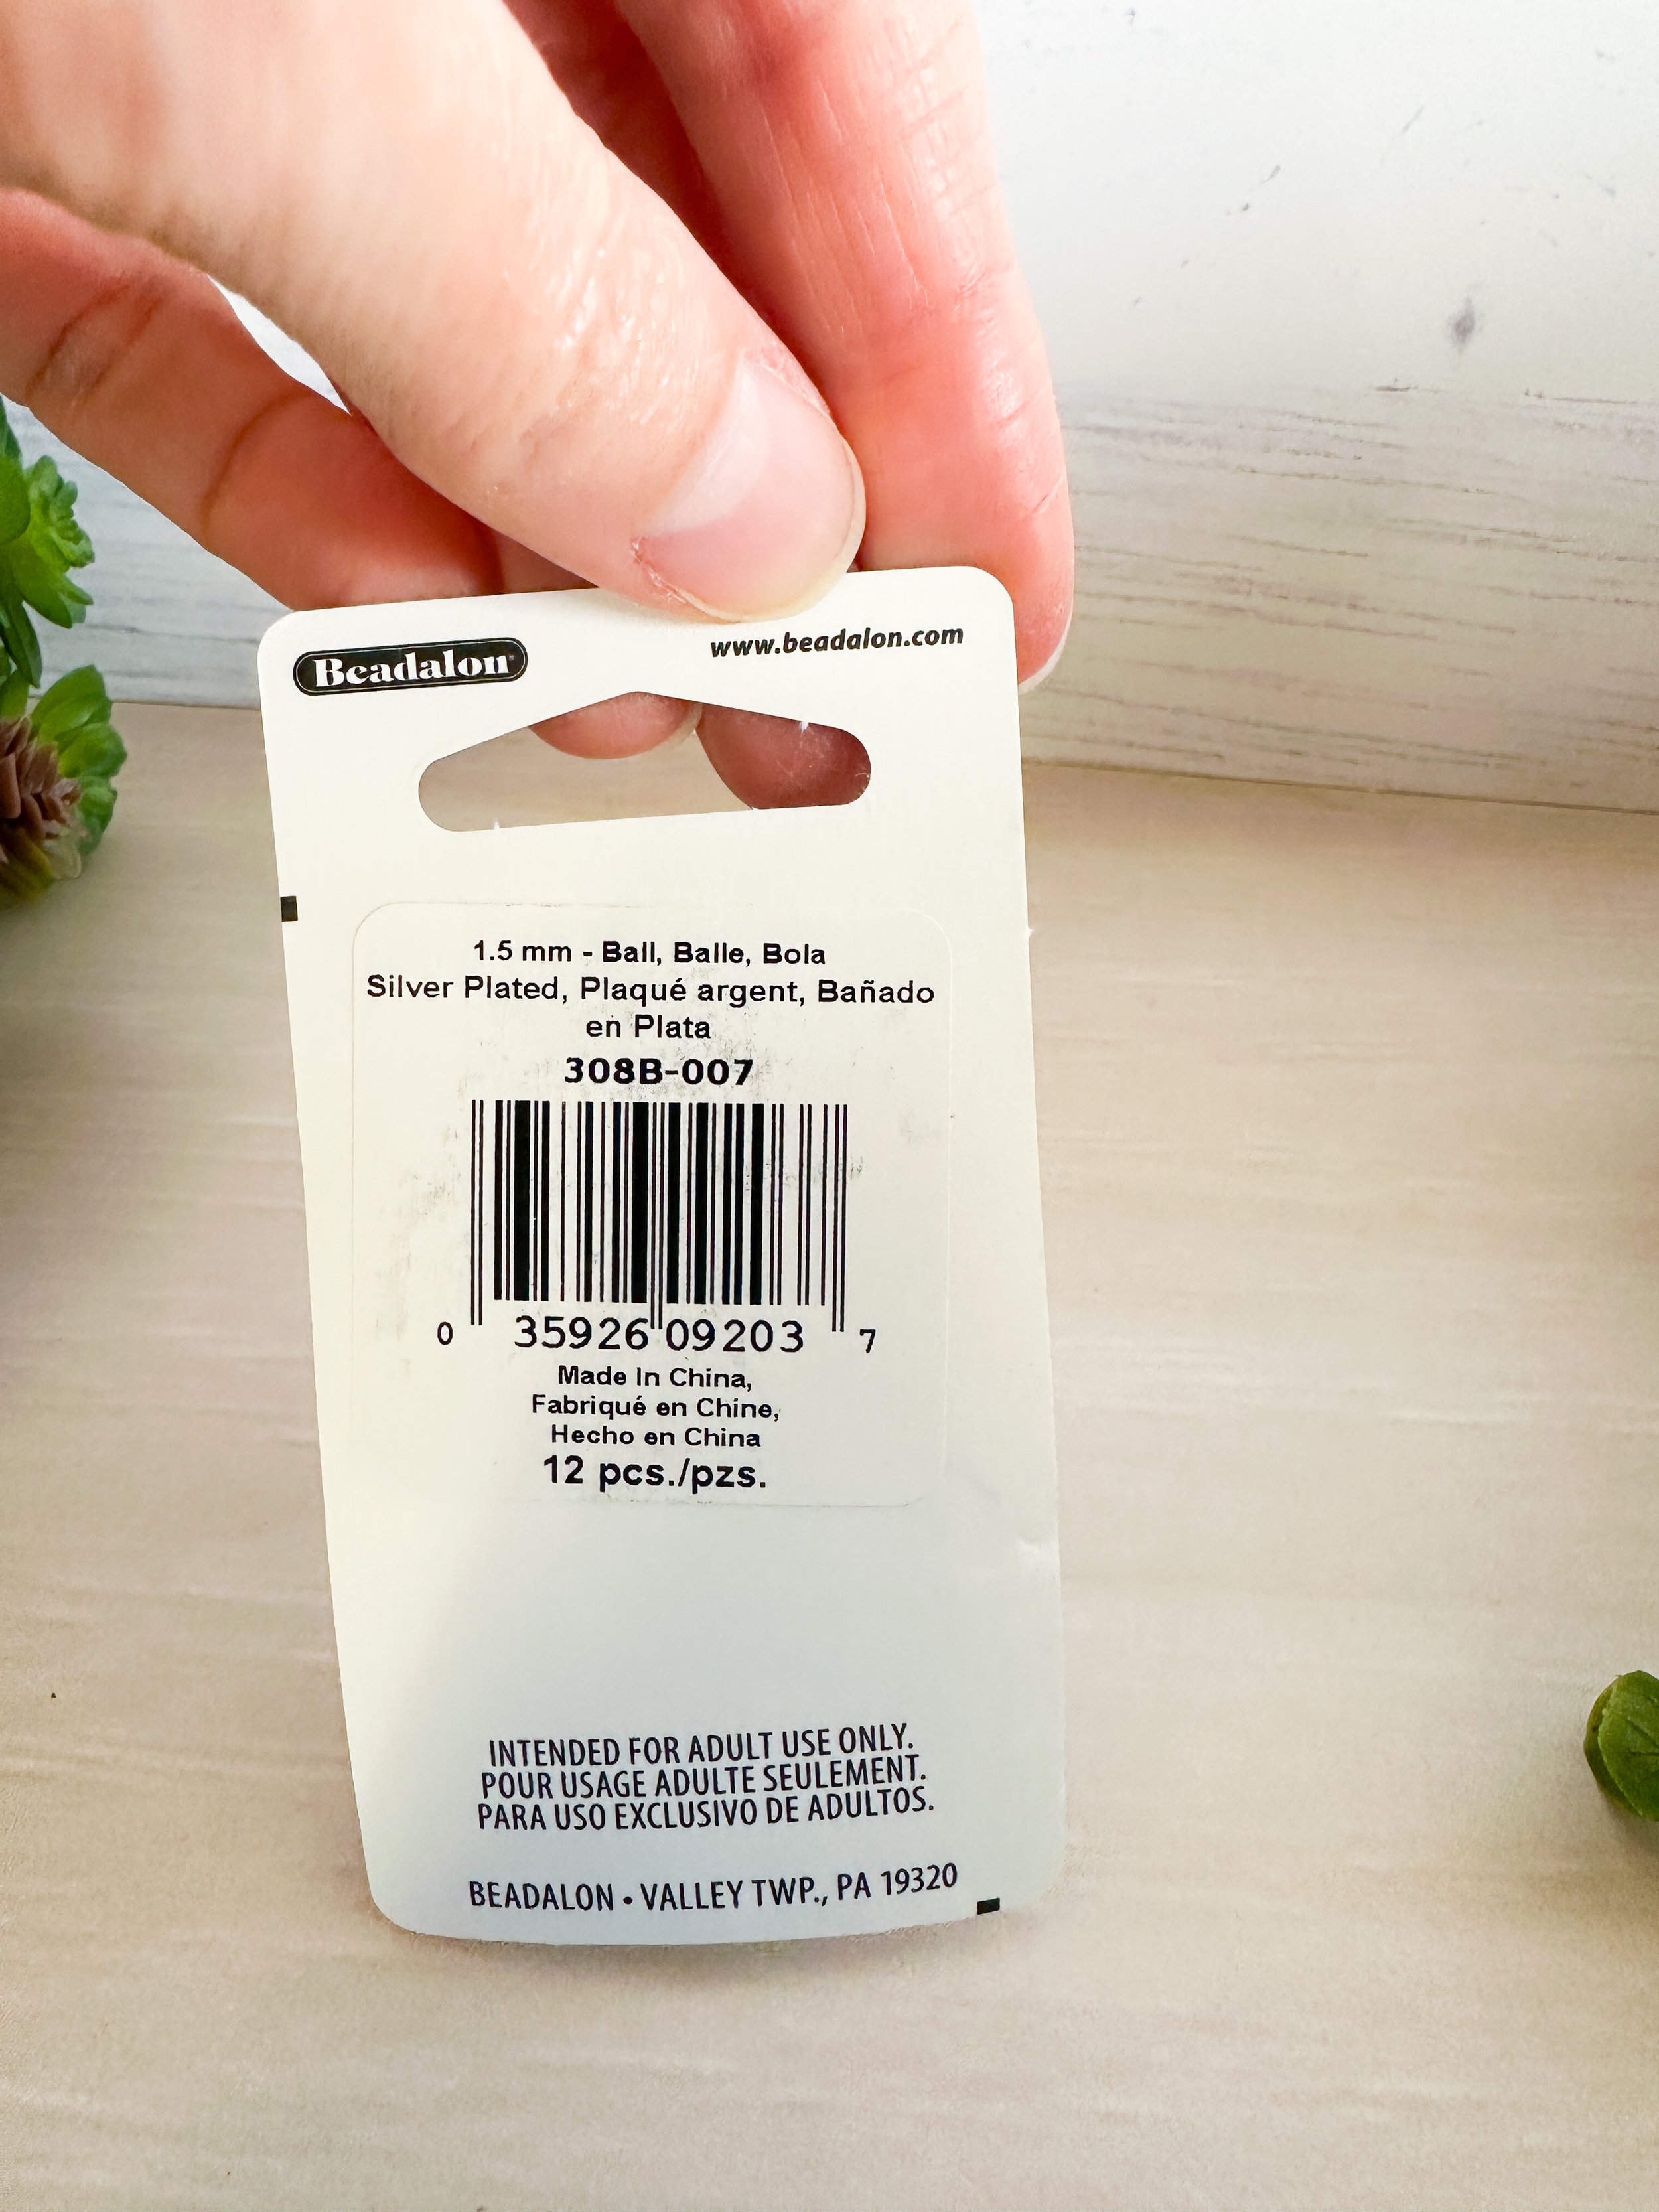 Beadalon
www.beadalon.com
1.5 mm - Ball, Balle, Bola
Silver Plated, Plaqué argent, Bañado
en Plata
308B-007
0 35926 09203 7
Made In China,
Fabriqué en Chine,
Hecho en China
12 pcs./pzs.
INTENDED FOR ADULT USE ONLY.
POUR USAGE ADULTE SEULEMENT.
PARA USO EXCLUSIVO DE ADULTOS.
BEADALON • VALLEY TWP., PA 19320